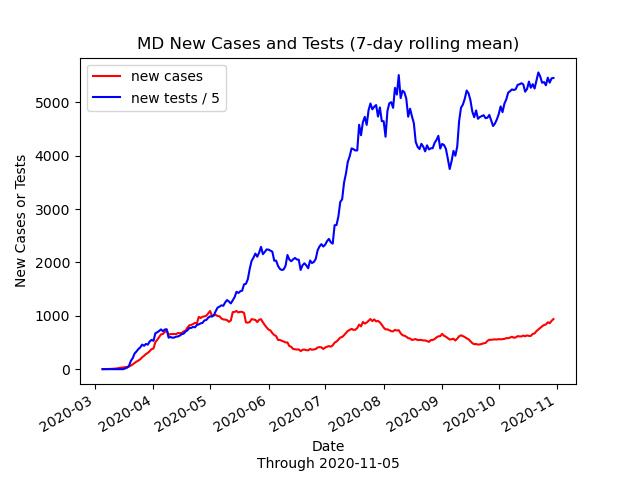 MD New Cases and Tests (7-day rolling mean)
new cases
new tests / 5
New Cases or Tests
5000
4000
3000
2000
1000
0
2020-03
2020-04
2020-05
2020-06
2020-07
2020-08
2020-09
2020-10
2020-11
Date
Through 2020-11-05